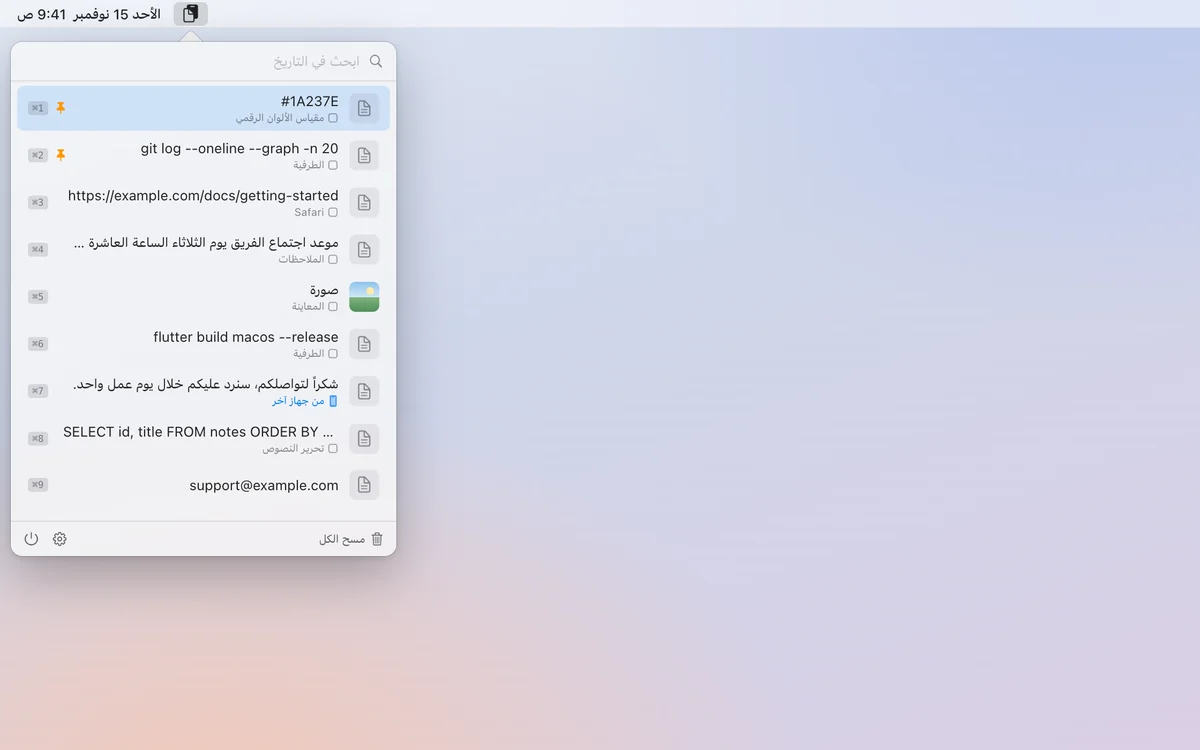 الأحد 15 نوفمبر 9:41 ص
ابحث في التاريخ
#1A237E
⌘1
مقياس الألوان الرقمي
git log --oneline --graph -n 20
⌘2
الطرفية
https://example.com/docs/getting-started
⌘3
Safari
موعد اجتماع الفريق يوم الثلاثاء الساعة العاشرة ...
⌘4
الملاحظات
صورة
⌘5
المعاينة
flutter build macos --release
⌘6
الطرفية
شكراً لتواصلكم، سنرد عليكم خلال يوم عمل واحد.
⌘7
من جهاز آخر
SELECT id, title FROM notes ORDER BY ...
⌘8
تحرير النصوص
support@example.com
⌘9
مسح الكل